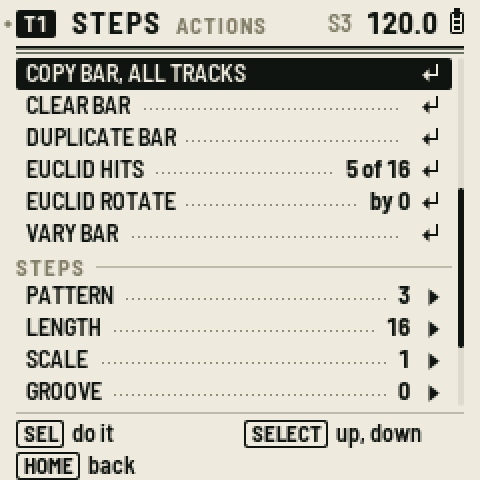 T1 STEPS ACTIONS S3 120.0
COPY BAR, ALL TRACKS
CLEAR BAR
DUPLICATE BAR
EUCLID HITS 5 of 16
EUCLID ROTATE by 0
VARY BAR
STEPS
PATTERN 3
LENGTH 16
SCALE 1
GROOVE 0
SEL do it SELECT up, down
HOME back